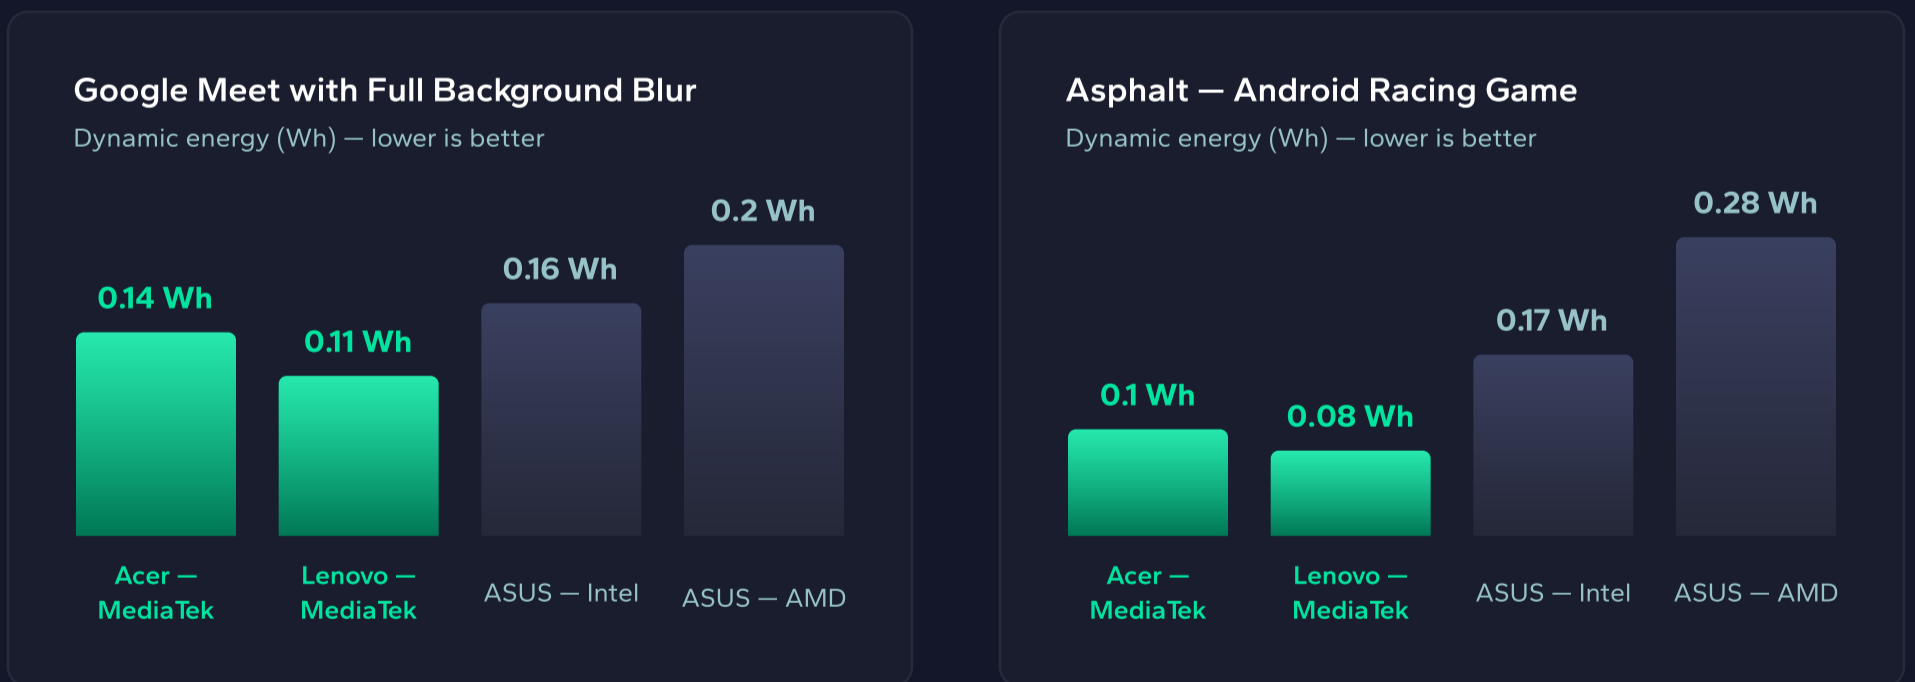 Google Meet with Full Background Blur
Dynamic energy (Wh) — lower is better
0.14 Wh
0.11 Wh
0.16 Wh
0.2 Wh
Acer —
MediaTek
Lenovo —
MediaTek
ASUS — Intel
ASUS — AMD
Asphalt — Android Racing Game
Dynamic energy (Wh) — lower is better
0.1 Wh
0.08 Wh
0.17 Wh
0.28 Wh
Acer —
MediaTek
Lenovo —
MediaTek
ASUS — Intel
ASUS — AMD